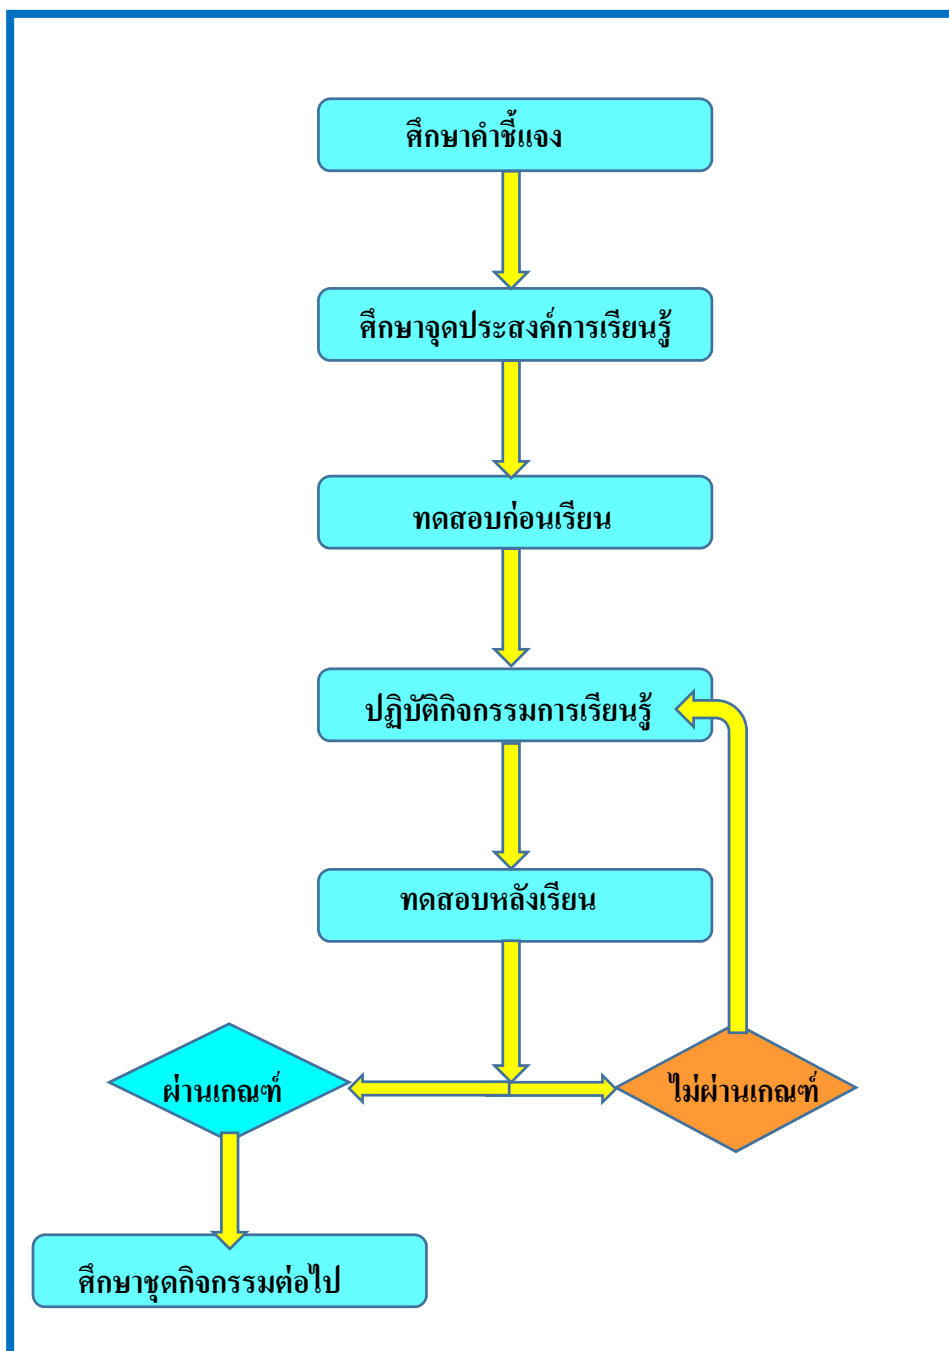 ศึกษาคำชี้แจง
ศึกษาจุดประสงค์การเรียนรู้
ทดสอบก่อนเรียน
ปฏิบัติกิจกรรมการเรียนรู้
ทดสอบหลังเรียน
ผ่านเกณฑ์
ไม่ผ่านเกณฑ์
ศึกษาชุดกิจกรรมต่อไป